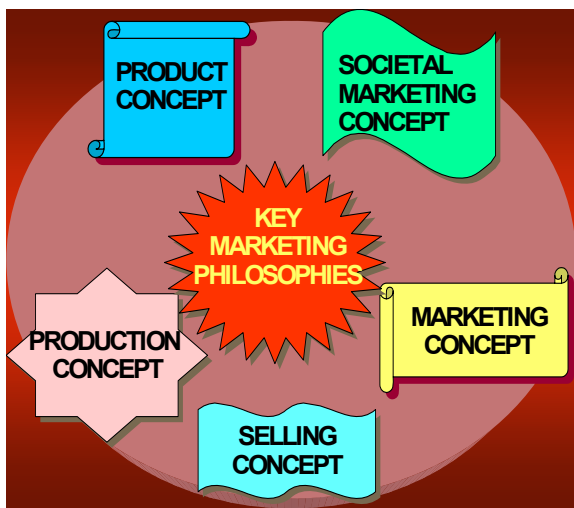 PRODUCT
CONCEPT
SOCIETAL
MARKETING
CONCEPT
KEY
MARKETING
PHILOSOPHIES
PRODUCTION
CONCEPT
MARKETING
CONCEPT
SELLING
CONCEPT